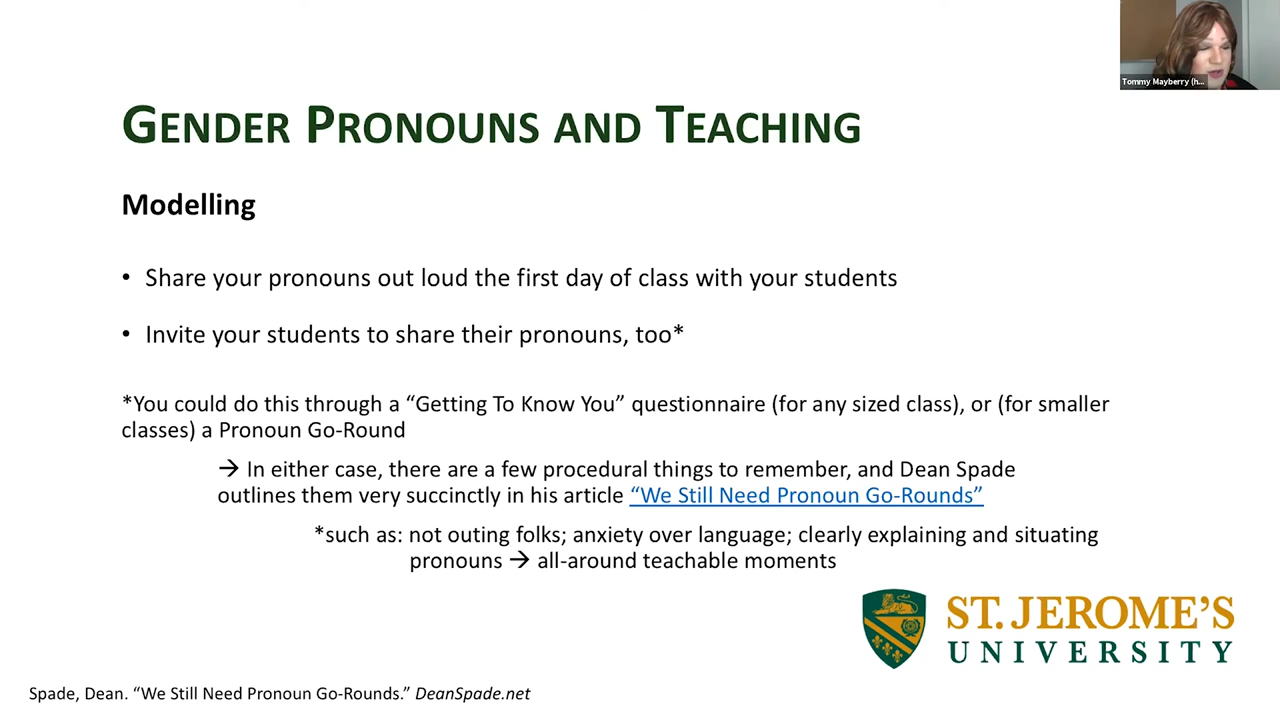 Tommy Mayberry (h...
GENDER PRONOUNS AND TEACHING
Modelling
• Share your pronouns out loud the first day of class with your students
• Invite your students to share their pronouns, too*
*You could do this through a “Getting To Know You” questionnaire (for any sized class), or (for smaller
classes) a Pronoun Go-Round
→ In either case, there are a few procedural things to remember, and Dean Spade
outlines them very succinctly in his article “We Still Need Pronoun Go-Rounds”
*such as: not outing folks; anxiety over language; clearly explaining and situating
pronouns → all-around teachable moments
ST. JEROME’S
UNIVERSITY
Spade, Dean. “We Still Need Pronoun Go-Rounds.” DeanSpade.net